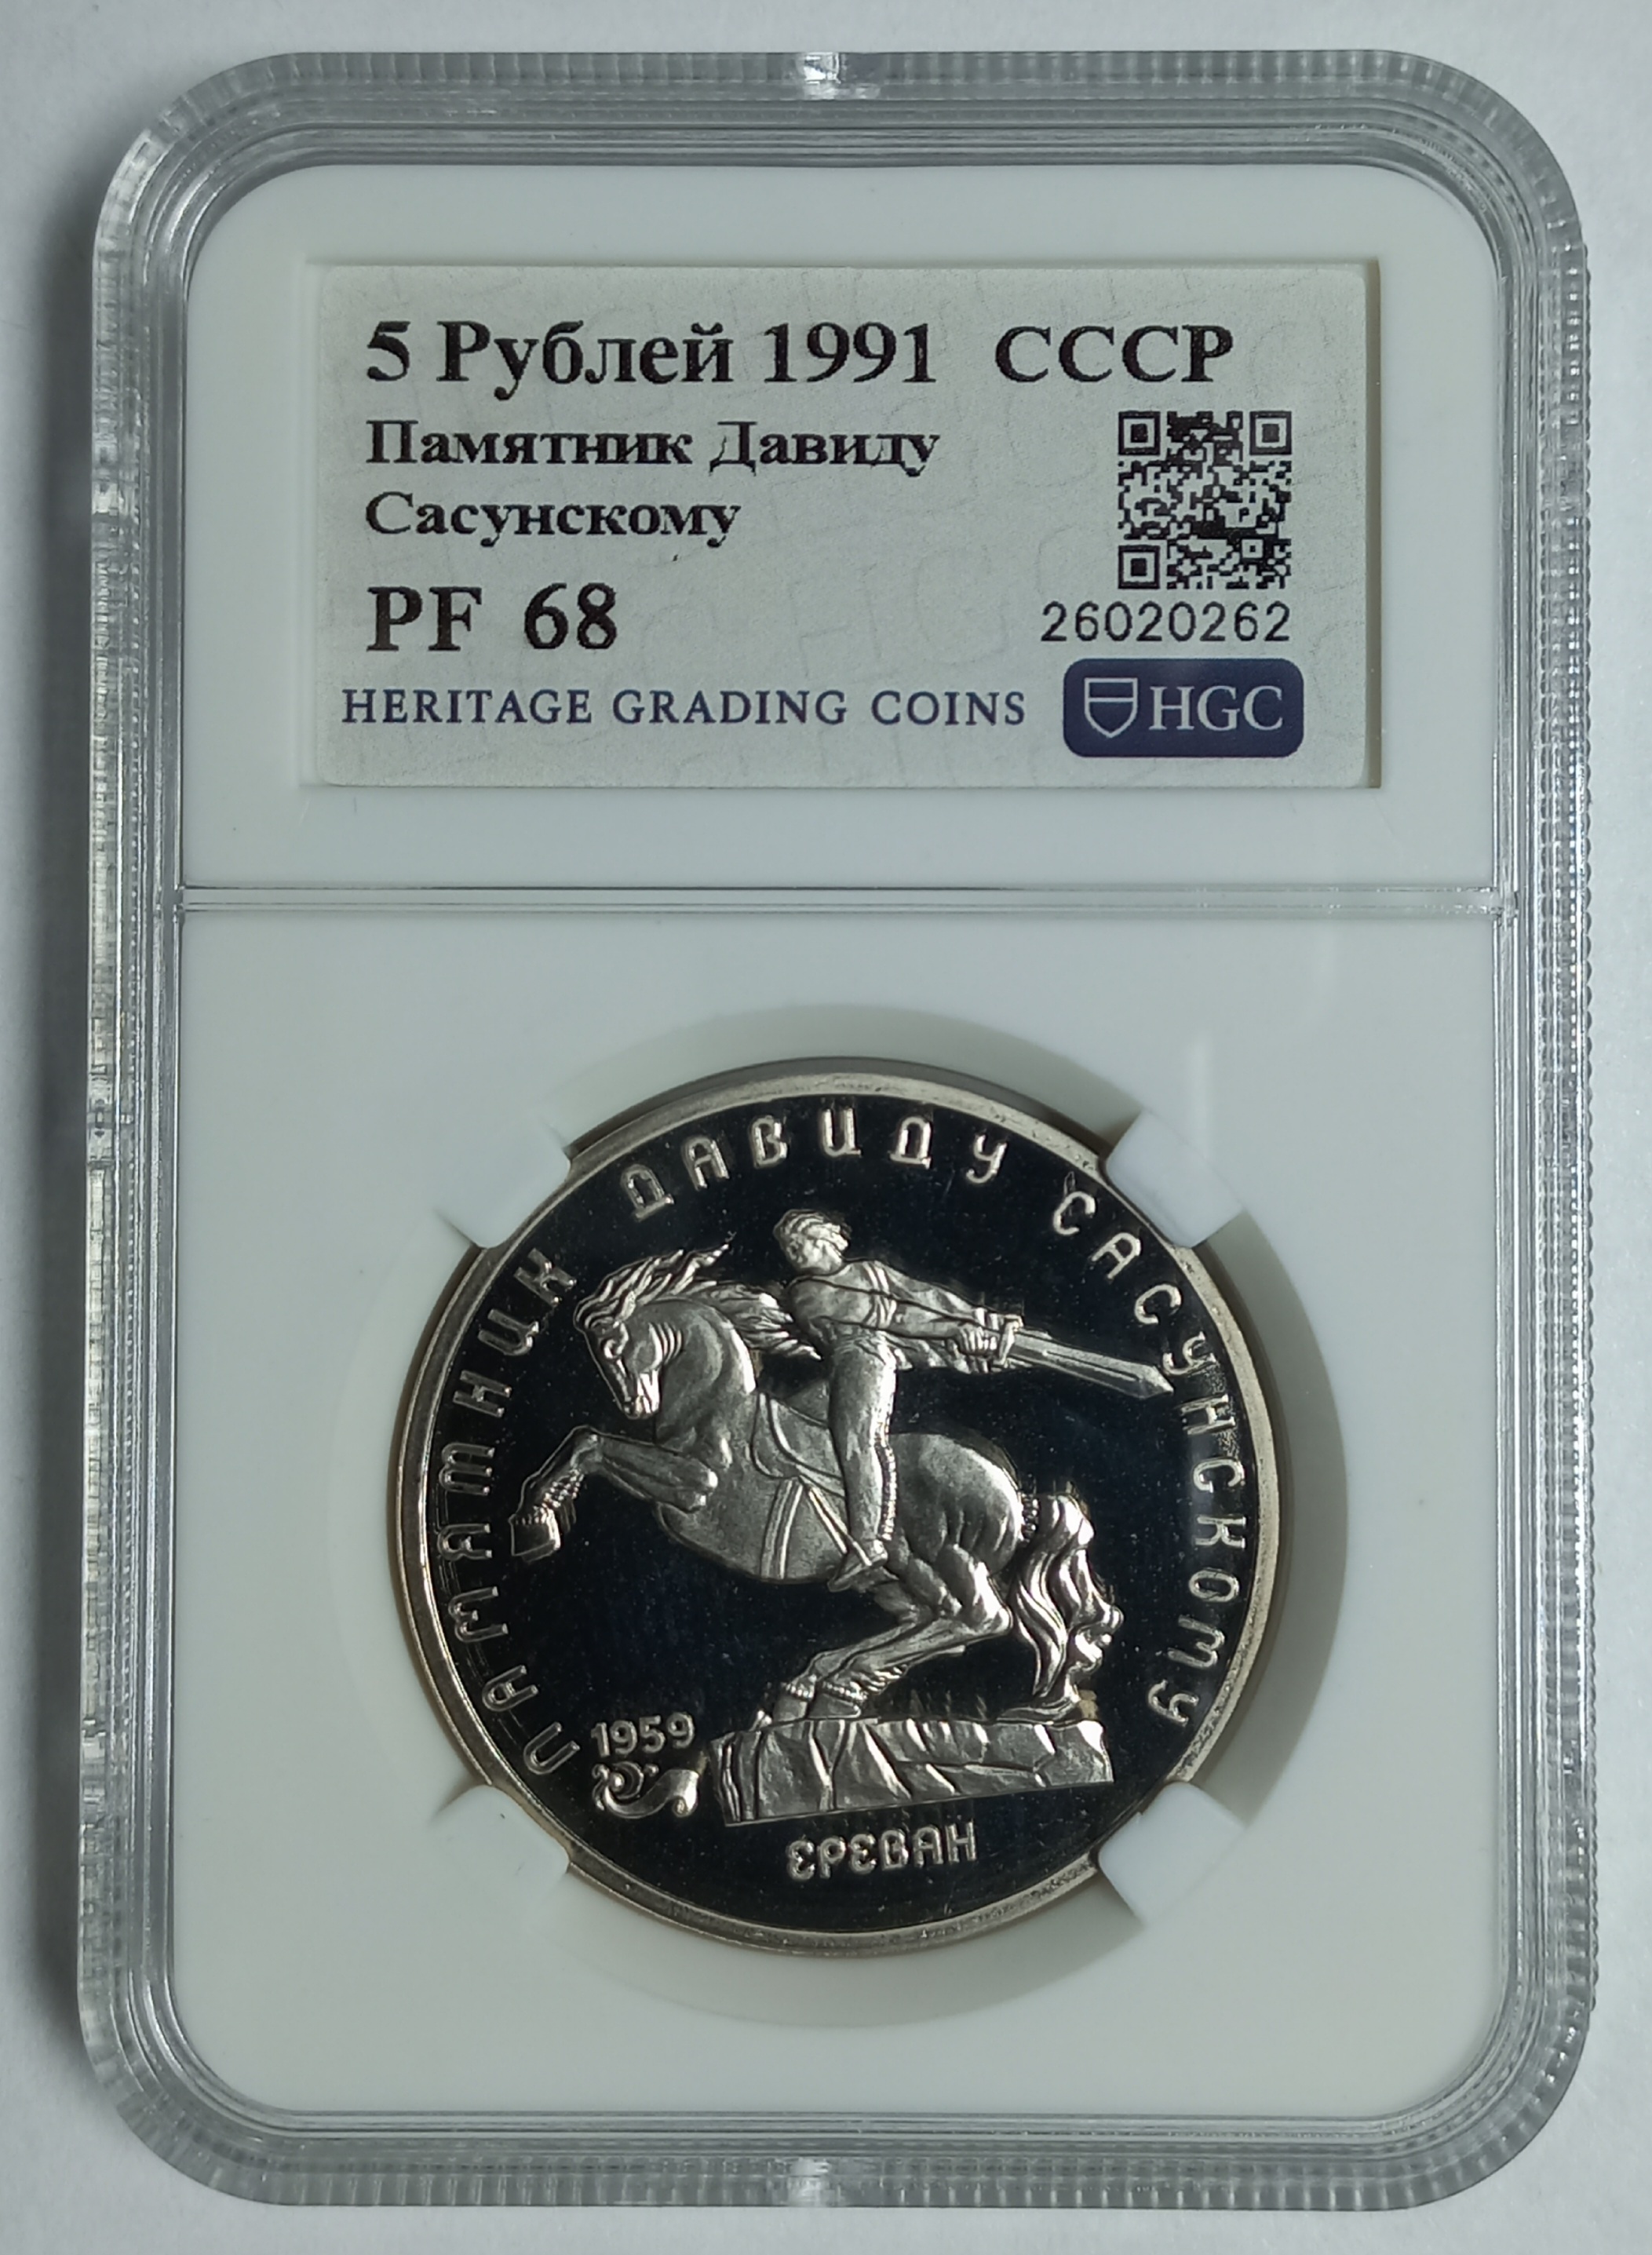 5 Рублей 1991 СССР
Памятник Давиду
Сасунскому
PF 68
26020262
HERITAGE GRADING COINS
HGC
ПАМЯТНИК ДАВИДУ САСУНСКОМУ
1959
ЕРЕВАН